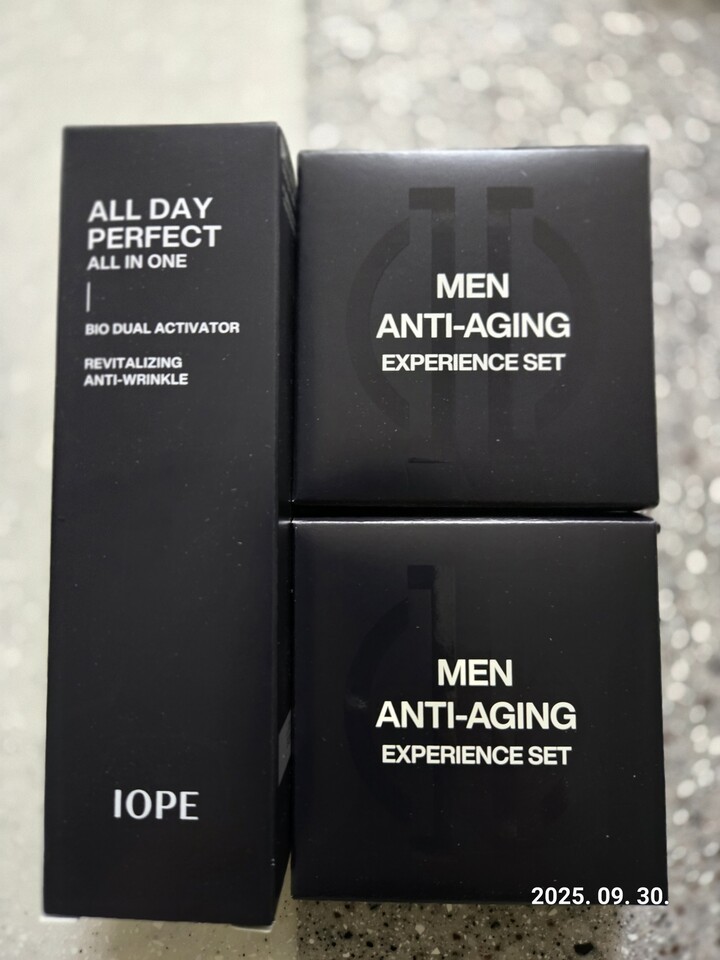 ALL DAY
PERFECT
ALL IN ONE
BIO DUAL ACTIVATOR
REVITALIZING
ANTI-WRINKLE
IOPE
MEN
ANTI-AGING
EXPERIENCE SET
MEN
ANTI-AGING
EXPERIENCE SET
2025. 09. 30.